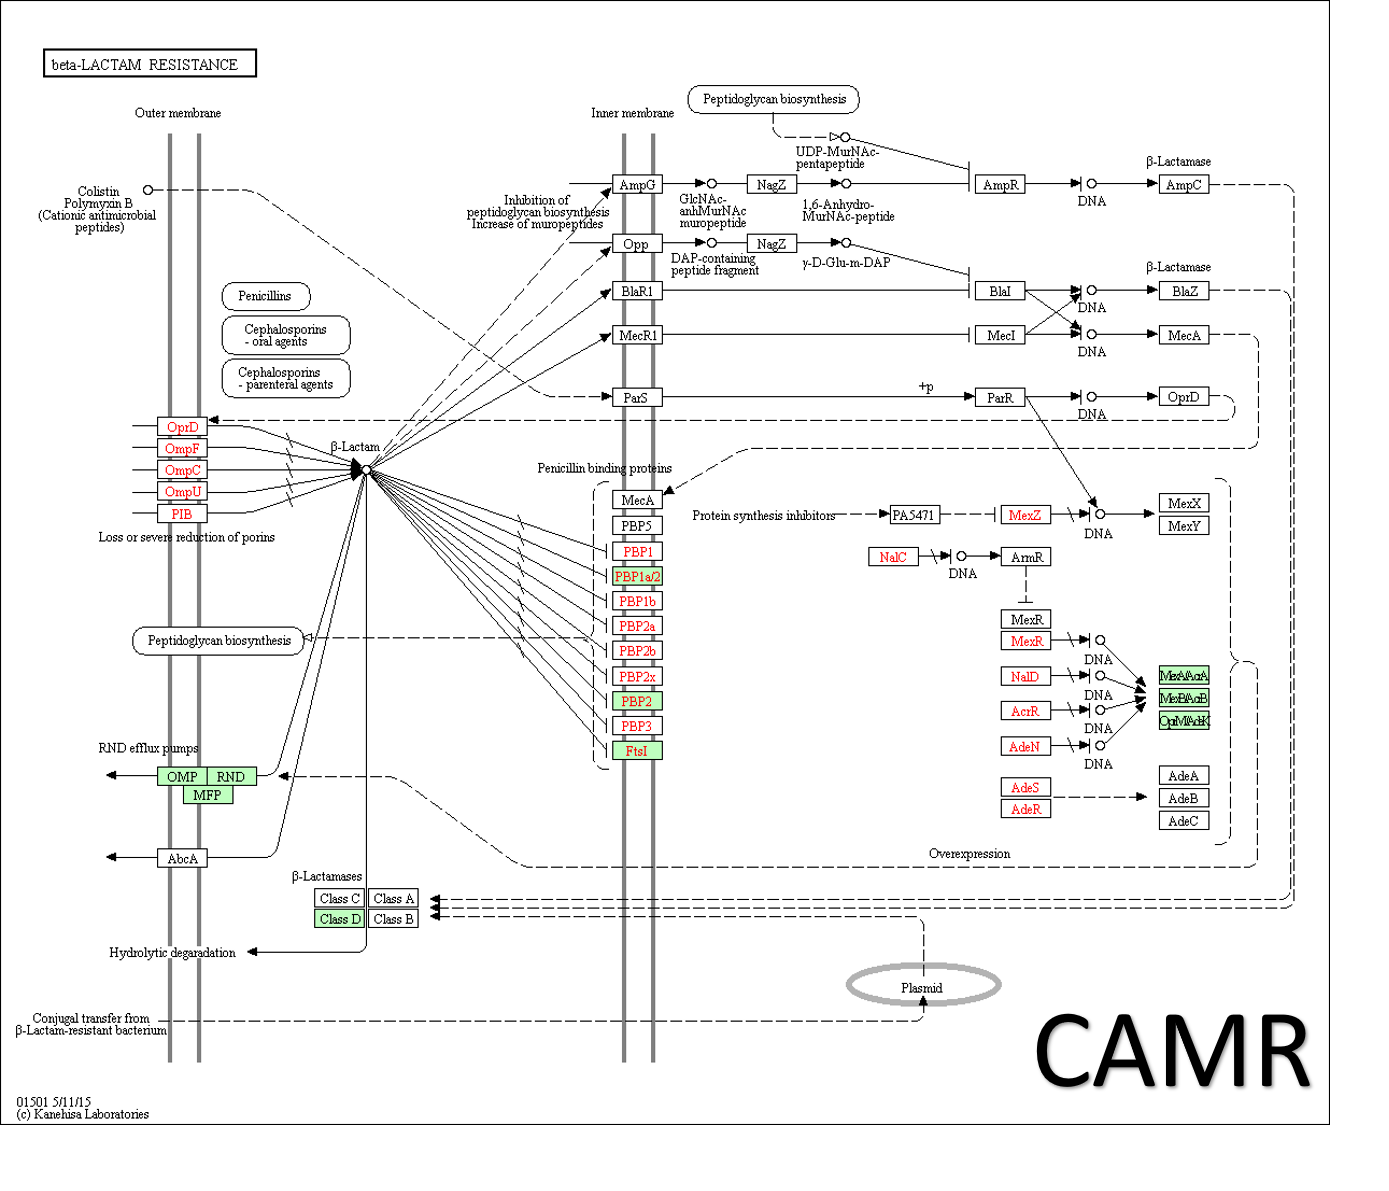 beta-LACTAM RESISTANCE
Outer membrane
Inner membrane
Peptidoglycan biosynthesis
UDP-MurNAc-
pentapeptide
Colistin
Polymyxin B
(Cationic antimicrobial
peptides)
Inhibition of
peptidoglycan biosynthesis
Increase of muropeptides
AmpG
GlcNAc-
anhMurNAc
muropeptide
NagZ
1,6-Anhydro-
MurNAc-peptide
AmpR
DNA
β-Lactamase
AmpC
Opp
DAP-containing
peptide fragment
NagZ
γ-D-Glu-m-DAP
β-Lactamase
BlaR1
BlaI
DNA
BlaZ
MecR1
MecI
DNA
MecA
ParS
+p
ParR
DNA
OprD
Penicillins
Cephalosporins
- oral agents
Cephalosporins
- parenteral agents
OprD
OmpF
OmpC
OmpU
PIB
Loss or severe reduction of porins
β-Lactam
Penicillin binding proteins
MecA
PBP5
PBP1
PBP1a/2
PBP1b
PBP2a
PBP2b
PBP2x
PBP2
PBP3
FtsI
Protein synthesis inhibitors
PA5471
MexZ
DNA
MexX
MexY
NalC
DNA
ArmR
MexR
MexR
DNA
NalD
DNA
AcrR
DNA
AdeN
DNA
MexA/AcrA
MexB/AcrB
OprM/AdeK
AdeS
AdeR
AdeA
AdeB
AdeC
Peptidoglycan biosynthesis
RND efflux pumps
OMP
RND
MFP
AbcA
Overexpression
β-Lactamases
Class C
Class A
Class D
Class B
Hydrolytic degradation
Plasmid
Conjugal transfer from
β-Lactam-resistant bacterium
CAMR
01501 5/11/15
(c) Kanehisa Laboratories